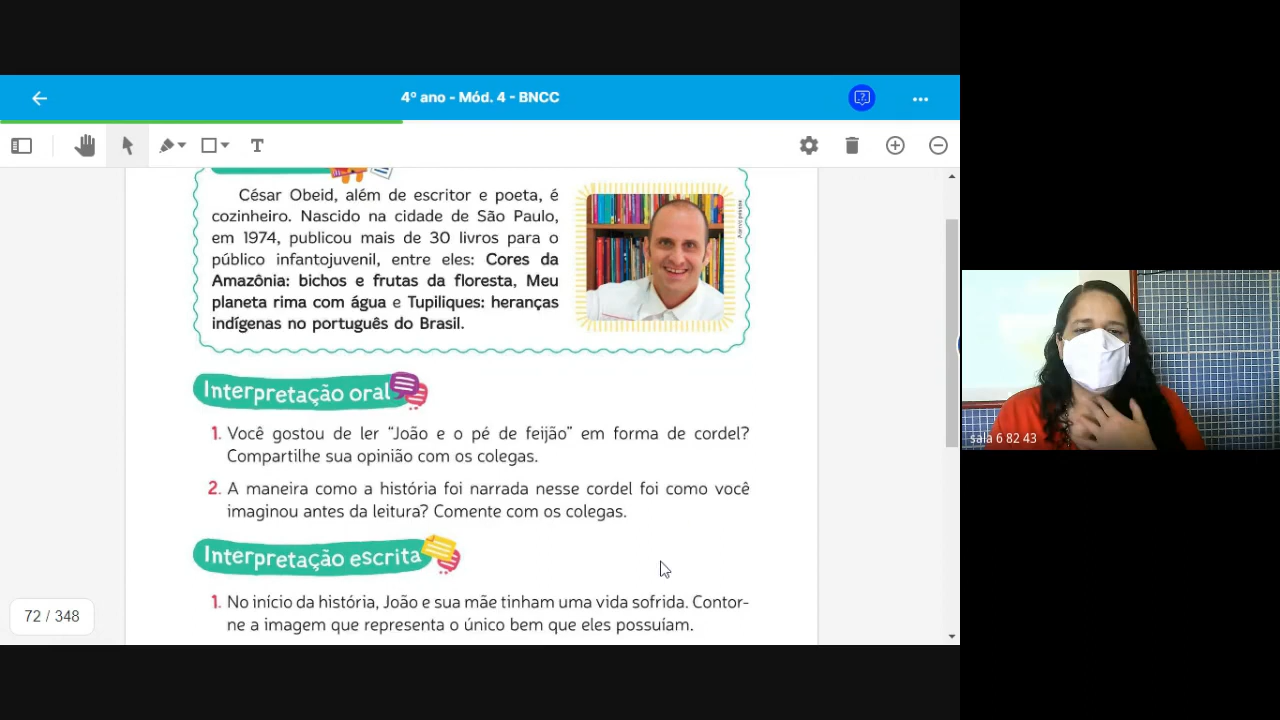 4º ano - Mód. 4 - BNCC
T
César Obeid, além de escritor e poeta, é
cozinheiro. Nascido na cidade de São Paulo,
em 1974, publicou mais de 30 livros para o
público infantojuvenil, entre eles: Cores da
Amazônia: bichos e frutas da floresta, Meu
planeta rima com água e Tupiliques: heranças
indígenas no português do Brasil.
Interpretação oral
1. Você gostou de ler “João e o pé de feijão” em forma de cordel?
Compartilhe sua opinião com os colegas.
2. A maneira como a história foi narrada nesse cordel foi como você
imaginou antes da leitura? Comente com os colegas.
Interpretação escrita
1. No início da história, João e sua mãe tinham uma vida sofrida. Contor-
ne a imagem que representa o único bem que eles possuíam.
72 / 348
sala 6 82 43